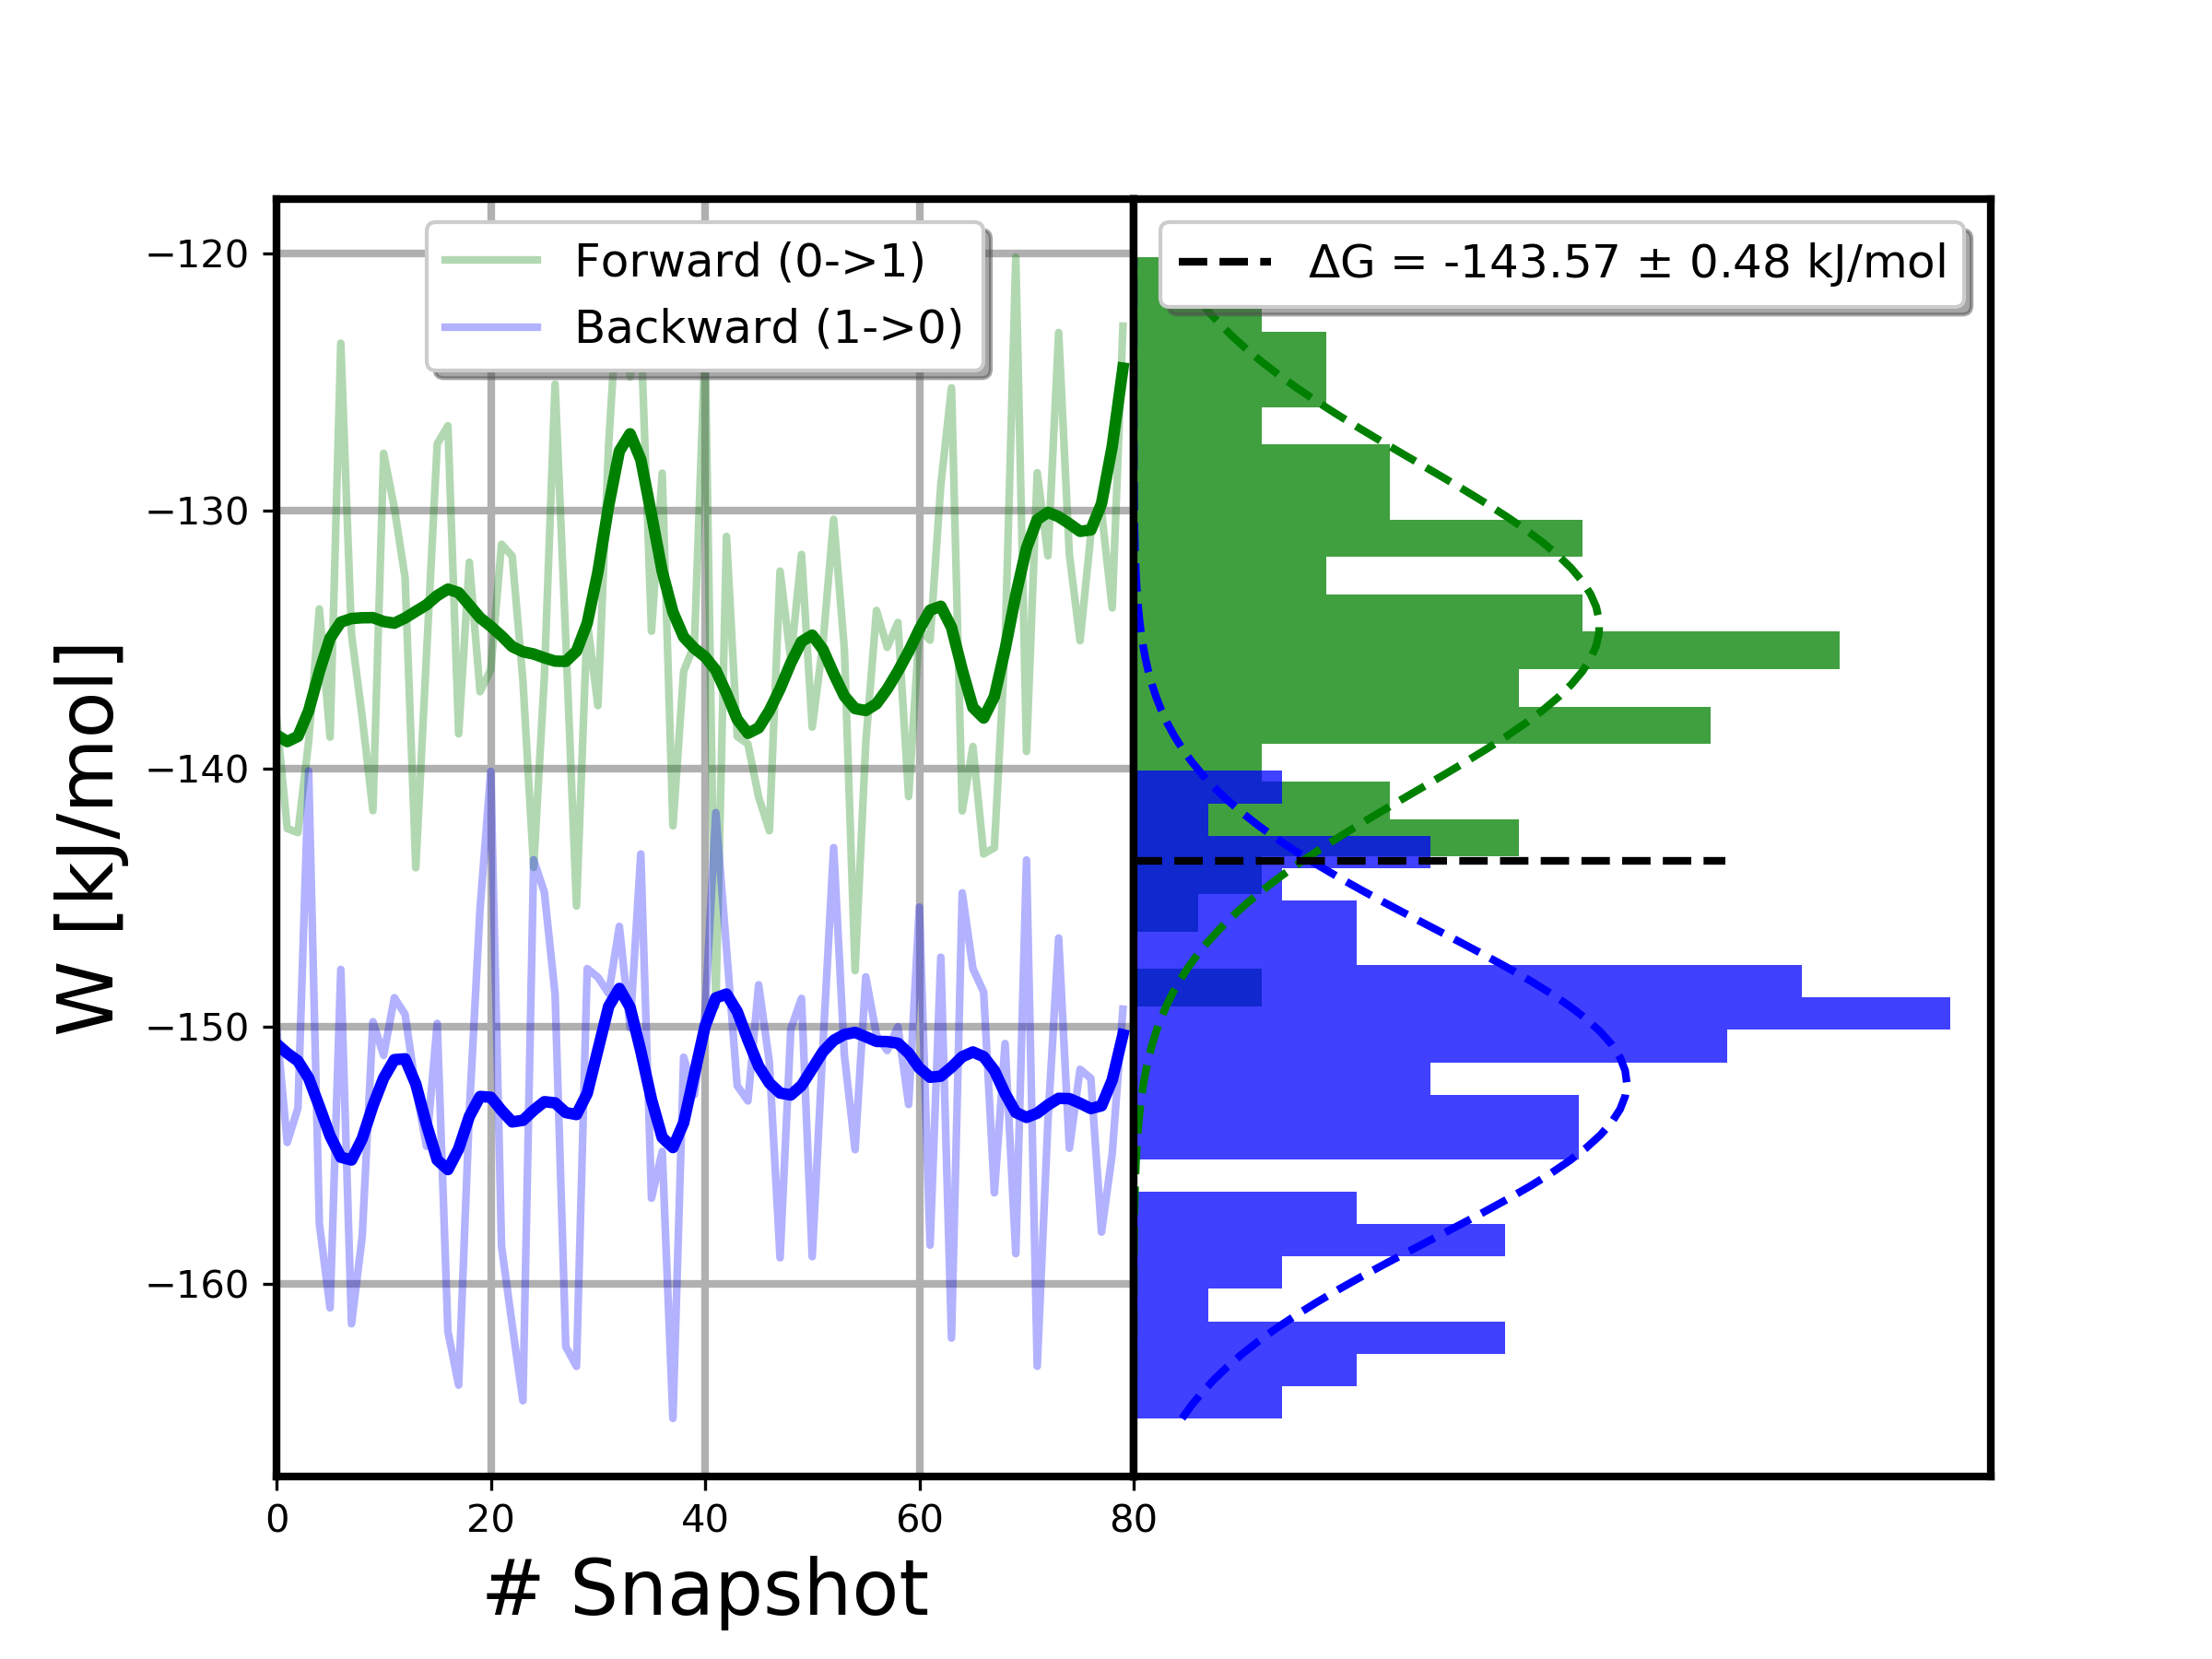 Forward (0->1)
Backward (1->0)
ΔG = -143.57 ± 0.48 kJ/mol
−120
−130
−140
−150
−160
W [kJ/mol]
0 20 40 60 80
# Snapshot